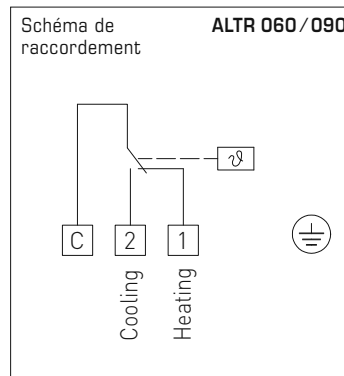 Schéma de
raccordement
ALTR 060/090
ϑ
C
2
1
Cooling
Heating